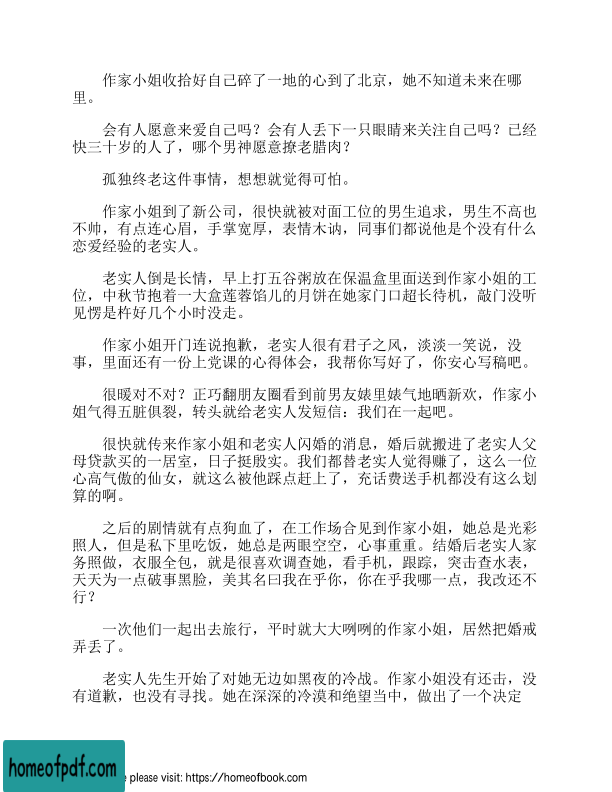 作家小姐收拾好自己碎了一地的心到了北京，她不知道未来在哪
里。
会有人愿意来爱自己吗？会有人丢下一只眼睛来关注自己吗？已经
快三十岁的人了，哪个男神愿意撩老腊肉？
孤独终老这件事情，想想就觉得可怕。
作家小姐到了新公司，很快就被对面工位的男生追求，男生不高也
不帅，有点连心眉，手掌宽厚，表情木讷，同事们都说他是个没有什么
恋爱经验的老实人。
老实人倒是长情，早上打五谷粥放在保温盒里面送到作家小姐的工
位，中秋节抱着一大盒莲蓉馅儿的月饼在她家门口超长待机，敲门没听
见愣是杵好几个小时没走。
作家小姐开门连说抱歉，老实人很有君子之风，淡淡一笑说，没
事，里面还有一份上党课的心得体会，我帮你写好了，你安心写稿吧。
很暖对不对？正巧翻朋友圈看到前男友婊里婊气地晒新欢，作家小
姐气得五脏俱裂，转头就给老实人发短信：我们在一起吧。
很快就传来作家小姐和老实人闪婚的消息，婚后就搬进了老实人父
母贷款买的一居室，日子挺殷实。我们都替老实人觉得赚了，这么一位
心高气傲的仙女，就这么被他踩点赶上了，充话费送手机都没有这么划
算的啊。
之后的剧情就有点狗血了，在工作场合见到作家小姐，她总是光彩
照人，但是私下里吃饭，她总是两眼空空，心事重重。结婚后老实人家
务照做，衣服全包，就是很喜欢调查她，看手机，跟踪，突击查水表，
天天为一点破事黑脸，美其名曰我在乎你，你在乎我哪一点，我改还不
行？
一次他们一起出去旅行，平时就大大咧咧的作家小姐，居然把婚戒
弄丢了。
老实人先生开始了对她无边如黑夜的冷战。作家小姐没有还击，没
有道歉，也没有寻找。她在深深的冷漠和绝望当中，做出了一个决定
homeofpdf.com
e please visit: https://homeofbook.com